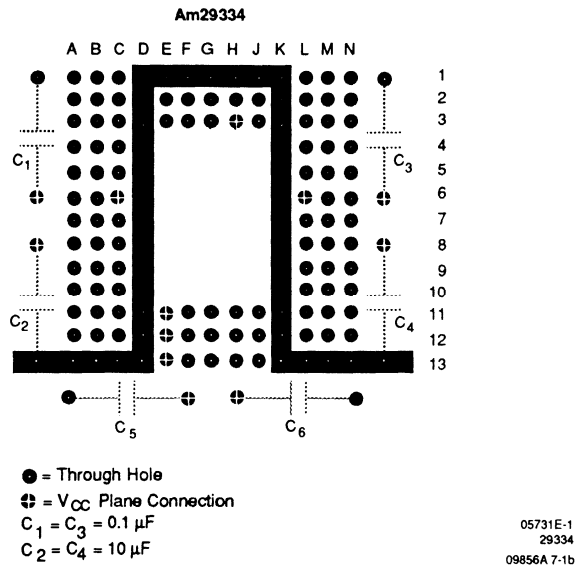 Am29334
A B C D E F G H J K L M N
1
2
3
4
C1
C3
5
6
7
8
9
10
11
C2
C4
12
13
C5
C6
= Through Hole
= VCC Plane Connection
C1 = C3 = 0.1 µF
C2 = C4 = 10 µF
05731E-1
29334
09856A 7-1b